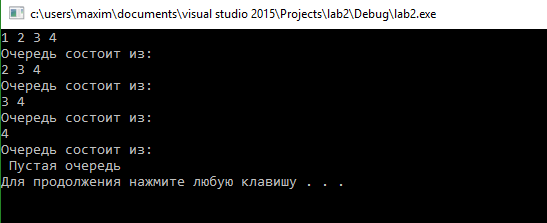 c:\users\maxim\documents\visual studio 2015\Projects\lab2\Debug\lab2.exe
1 2 3 4
Очередь состоит из:
2 3 4
Очередь состоит из:
3 4
Очередь состоит из:
4
Очередь состоит из:
Пустая очередь
Для продолжения нажмите любую клавишу . . .